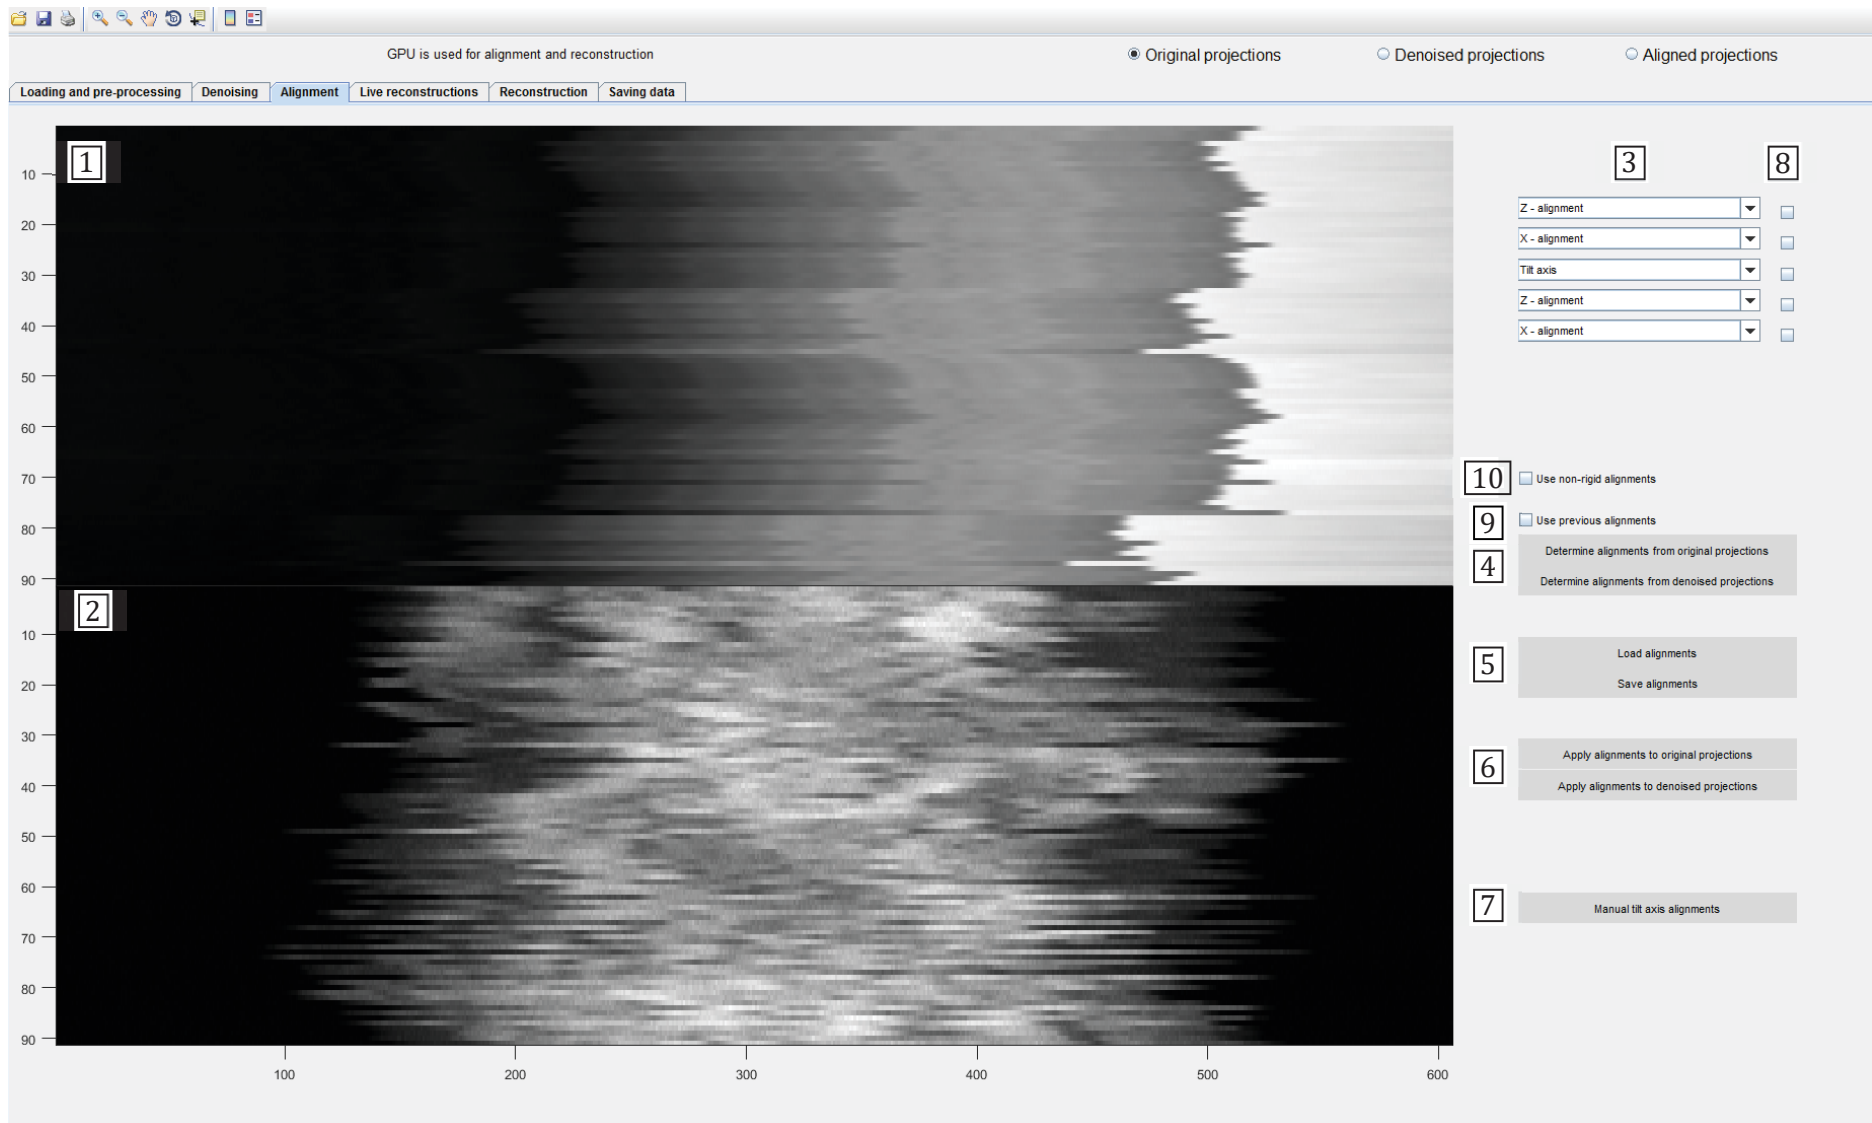 GPU is used for alignment and reconstruction
Original projections
Denoised projections
Aligned projections
Loading and pre-processing
Denoising
Alignment
Live reconstructions
Reconstruction
Saving data
1
10
20
30
40
50
60
70
80
90
2
10
20
30
40
50
60
70
80
90
100
200
300
400
500
600
3
8
Z - alignment
X - alignment
Tilt axis
Z - alignment
X - alignment
10
Use non-rigid alignments
9
Use previous alignments
4
Determine alignments from original projections
Determine alignments from denoised projections
5
Load alignments
Save alignments
6
Apply alignments to original projections
Apply alignments to denoised projections
7
Manual tilt axis alignments